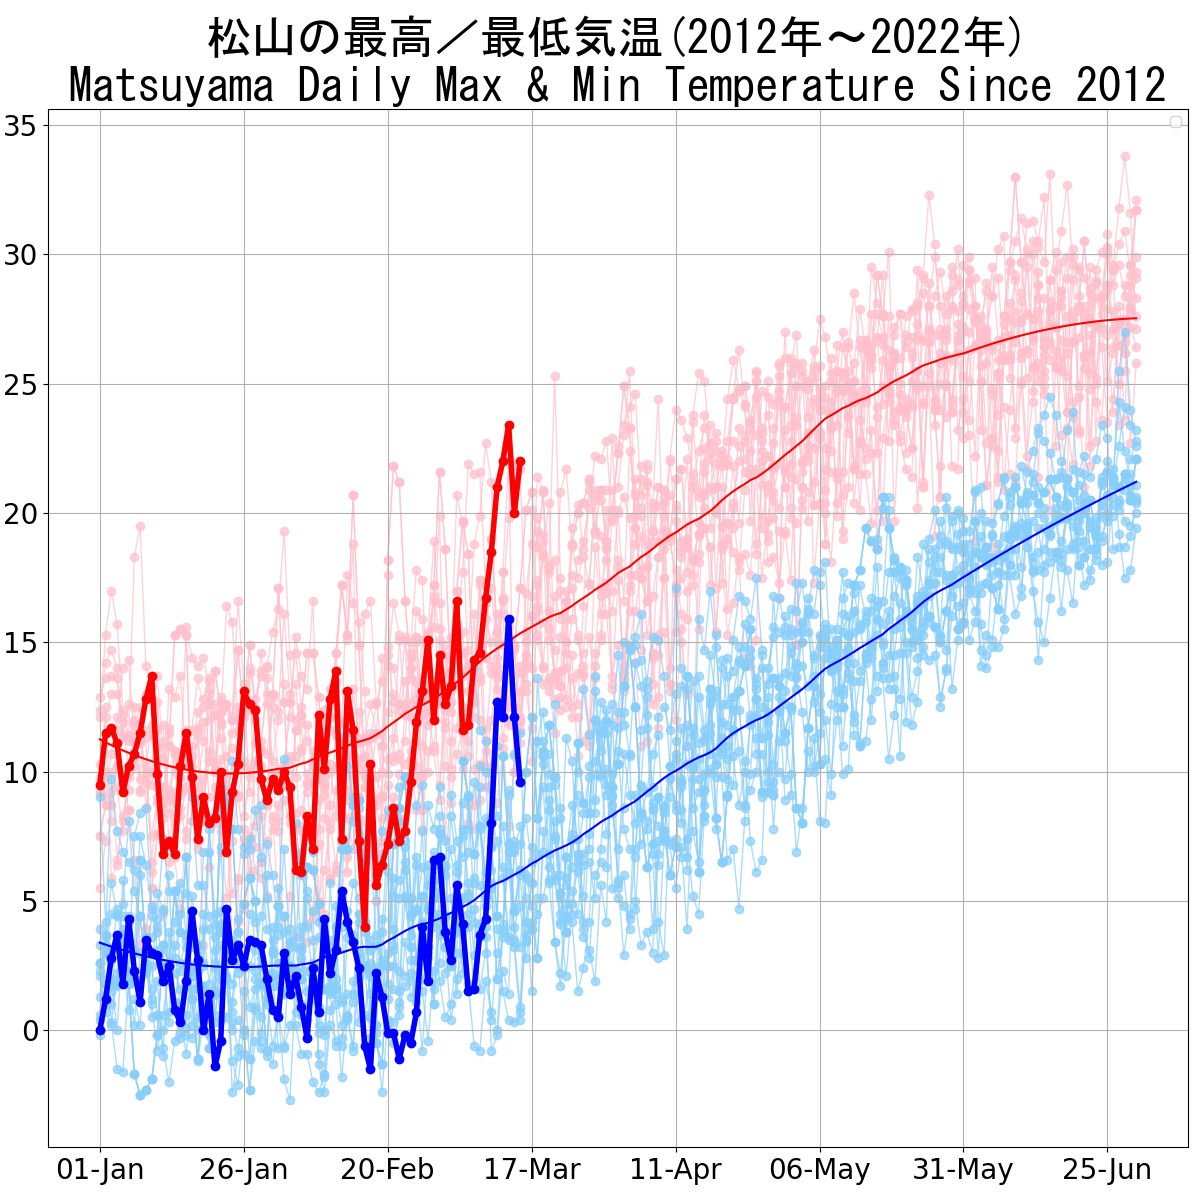 松山の最高／最低気温(2012年～2022年)
Matsuyama Daily Max & Min Temperature Since 2012
35
30
25
20
15
10
5
0
01-Jan 26-Jan 20-Feb 17-Mar 11-Apr 06-May 31-May 25-Jun